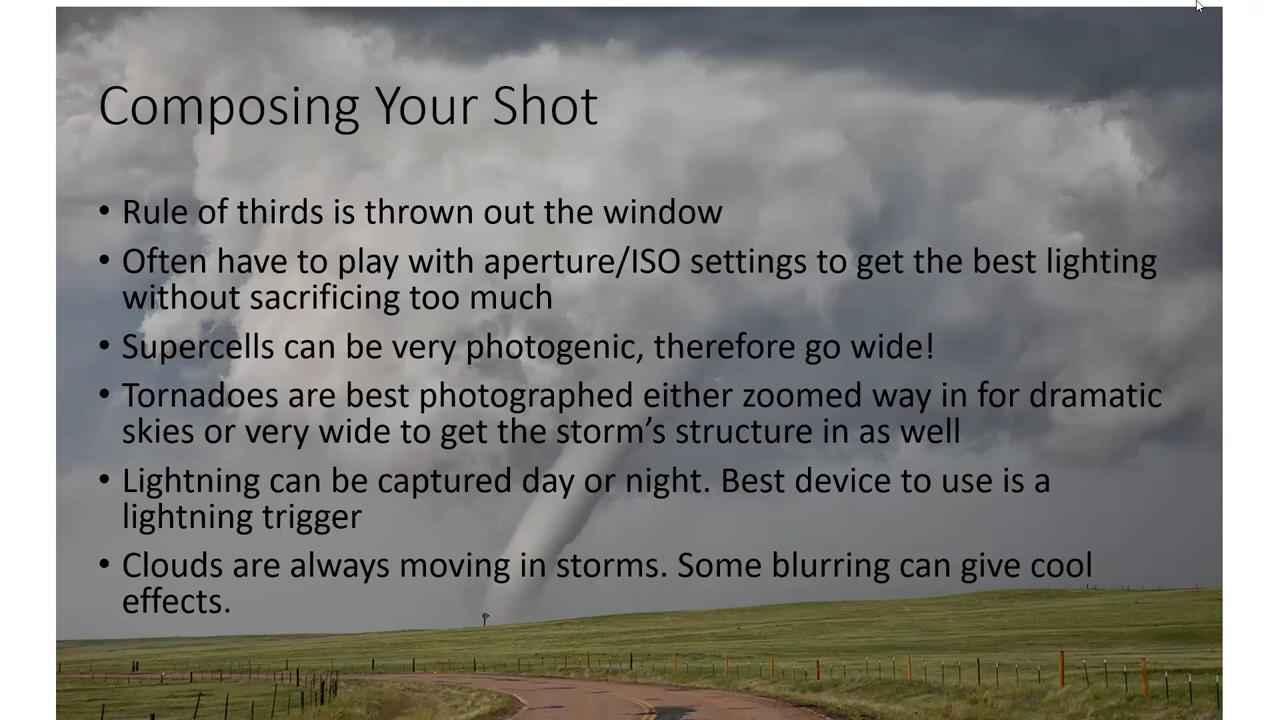 Composing Your Shot
• Rule of thirds is thrown out the window
• Often have to play with aperture/ISO settings to get the best lighting
without sacrificing too much
• Supercells can be very photogenic, therefore go wide!
• Tornadoes are best photographed either zoomed way in for dramatic
skies or very wide to get the storm’s structure in as well
• Lightning can be captured day or night. Best device to use is a
lightning trigger
• Clouds are always moving in storms. Some blurring can give cool
effects.